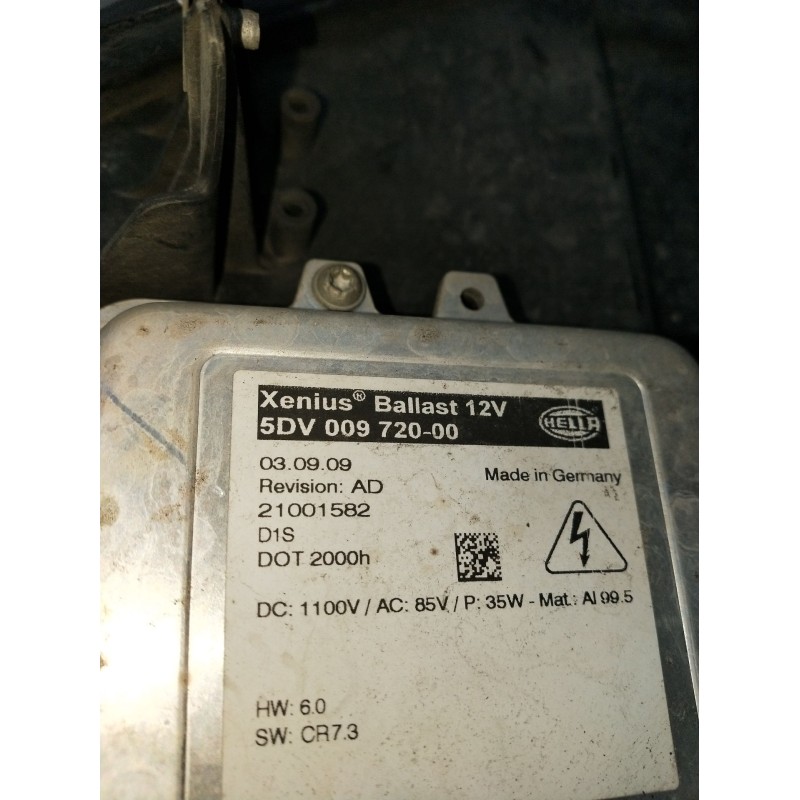 Xenius® Ballast 12V
5DV 009 720-00
HELLA
03.09.09
Made in Germany
Revision: AD
21001582
D1S
DOT 2000h
DC: 1100V / AC: 85V / P: 35W - Mat.: Al 99.5
HW: 6.0
SW: CR7.3